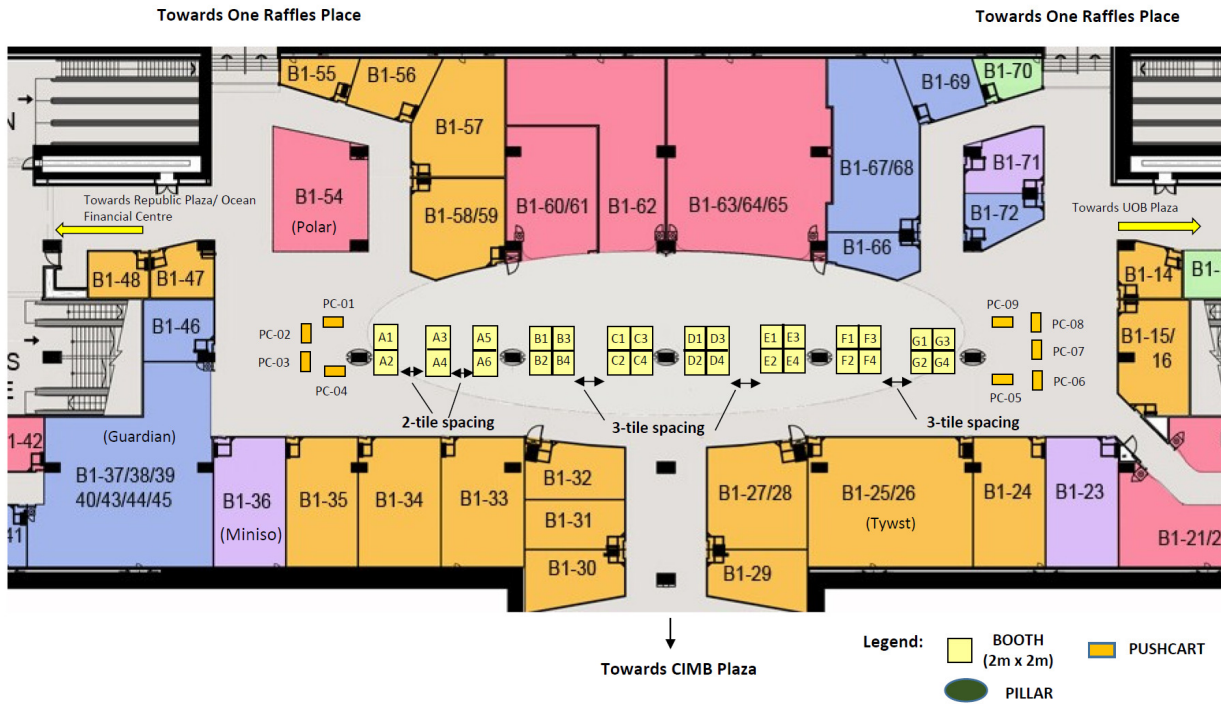 Towards One Raffles Place
Towards One Raffles Place
B1-55
B1-56
B1-57
B1-69
B1-70
N
B1-54
(Polar)
B1-58/59
B1-60/61
B1-62
B1-63/64/65
B1-67/68
B1-66
B1-71
B1-72
Towards Republic Plaza/ Ocean
Financial Centre
Towards UOB Plaza
B1-48
B1-47
B1-14
B1-
B1-46
B1-15/
16
S
E
PC-01
PC-02
PC-03
PC-04
A1
A2
A3
A4
A5
A6
B1
B3
B2
B4
C1
C3
C2
C4
D1
D3
D2
D4
E1
E3
E2
E4
F1
F3
F2
F4
G1
G3
G2
G4
PC-09
PC-08
PC-07
PC-06
PC-05
2-tile spacing
3-tile spacing
3-tile spacing
1-42
(Guardian)
B1-37/38/39
40/43/44/45
41
B1-36
(Miniso)
B1-35
B1-34
B1-33
B1-32
B1-31
B1-30
B1-27/28
B1-29
B1-25/26
(Tywst)
B1-24
B1-23
B1-21/2
Towards CIMB Plaza
Legend:
BOOTH
(2m x 2m)
PUSHCART
PILLAR